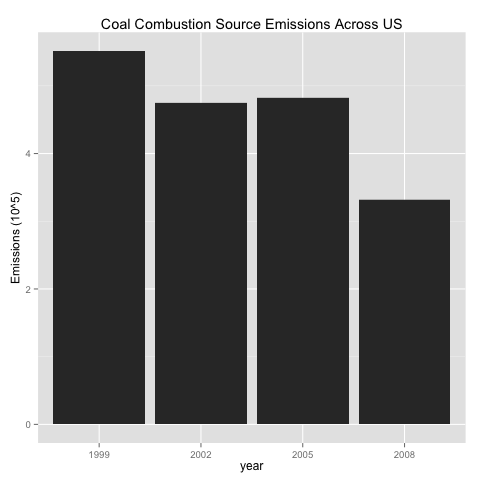 Coal Combustion Source Emissions Across US
Emissions (10^5)
4
2
0
1999 2002 2005 2008
year